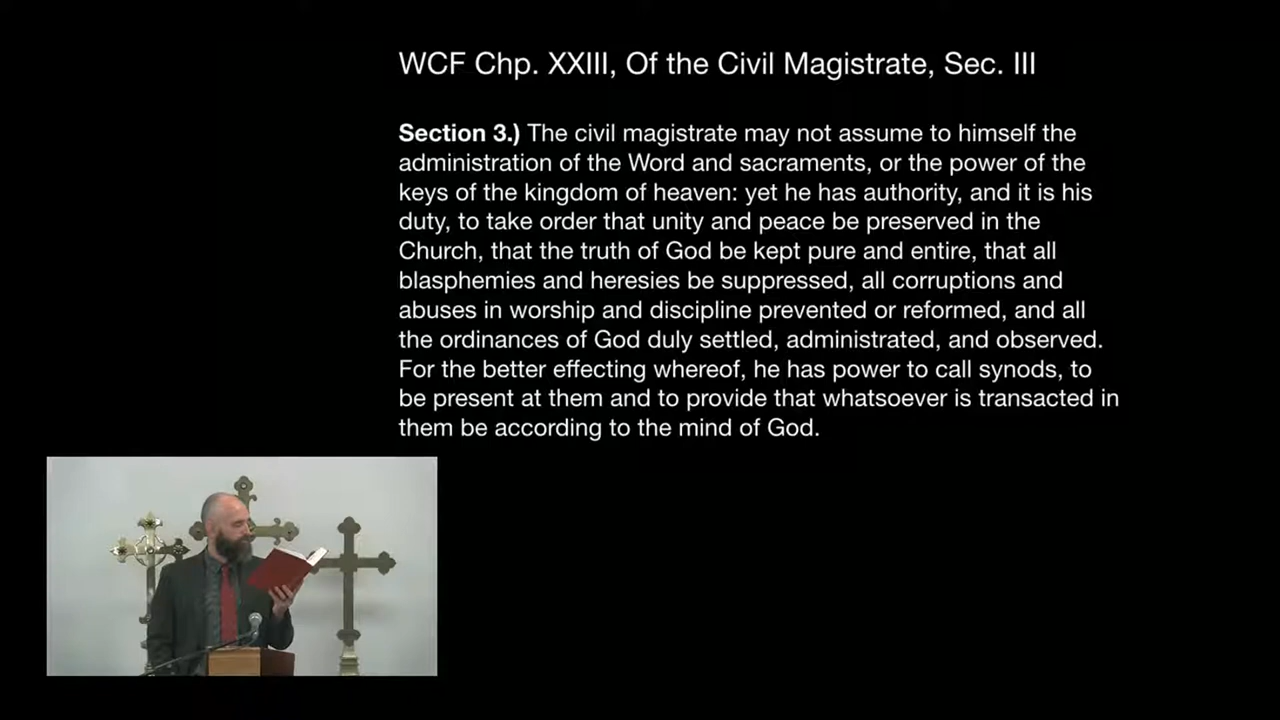 WCF Chp. XXIII, Of the Civil Magistrate, Sec. III
Section 3.) The civil magistrate may not assume to himself the
administration of the Word and sacraments, or the power of the
keys of the kingdom of heaven: yet he has authority, and it is his
duty, to take order that unity and peace be preserved in the
Church, that the truth of God be kept pure and entire, that all
blasphemies and heresies be suppressed, all corruptions and
abuses in worship and discipline prevented or reformed, and all
the ordinances of God duly settled, administrated, and observed.
For the better effecting whereof, he has power to call synods, to
be present at them and to provide that whatsoever is transacted in
them be according to the mind of God.